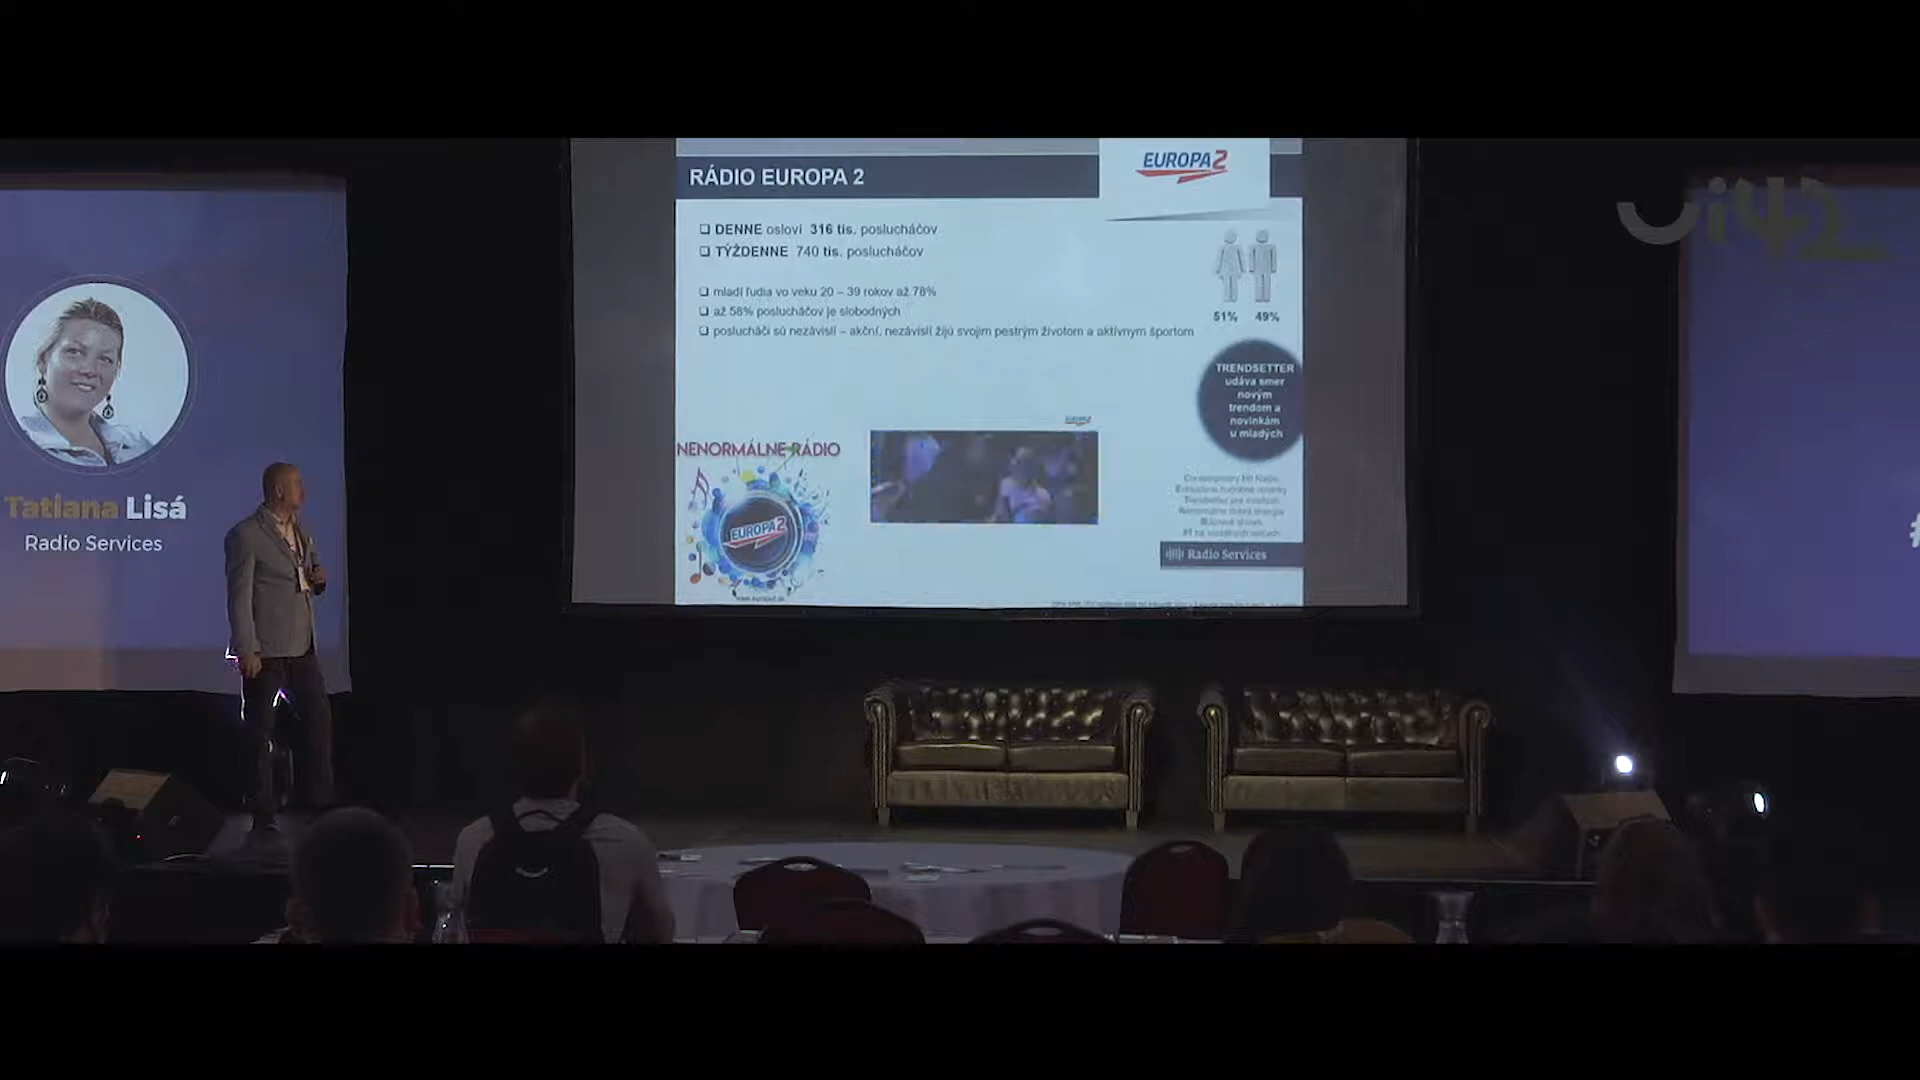 RÁDIO EUROPA 2
EUROPA2
DENNE osloví 316 tis. poslucháčov
TÝŽDENNE 740 tis. poslucháčov
mladí ľudia vo veku 20 – 39 rokov až 78%
až 58% poslucháčov je slobodných
poslucháči sú nezávislí – akční, nezávislí žijú svojim pestrým životom a aktívnym športom
51% 49%
TRENDSETTER
udáva smer
novým
trendom a
novinkám
u mladých
NENORMÁLNE RÁDIO
EUROPA2
EUROPA2
Radio Services
Tatiana Lisá
Radio Services
ui42
#